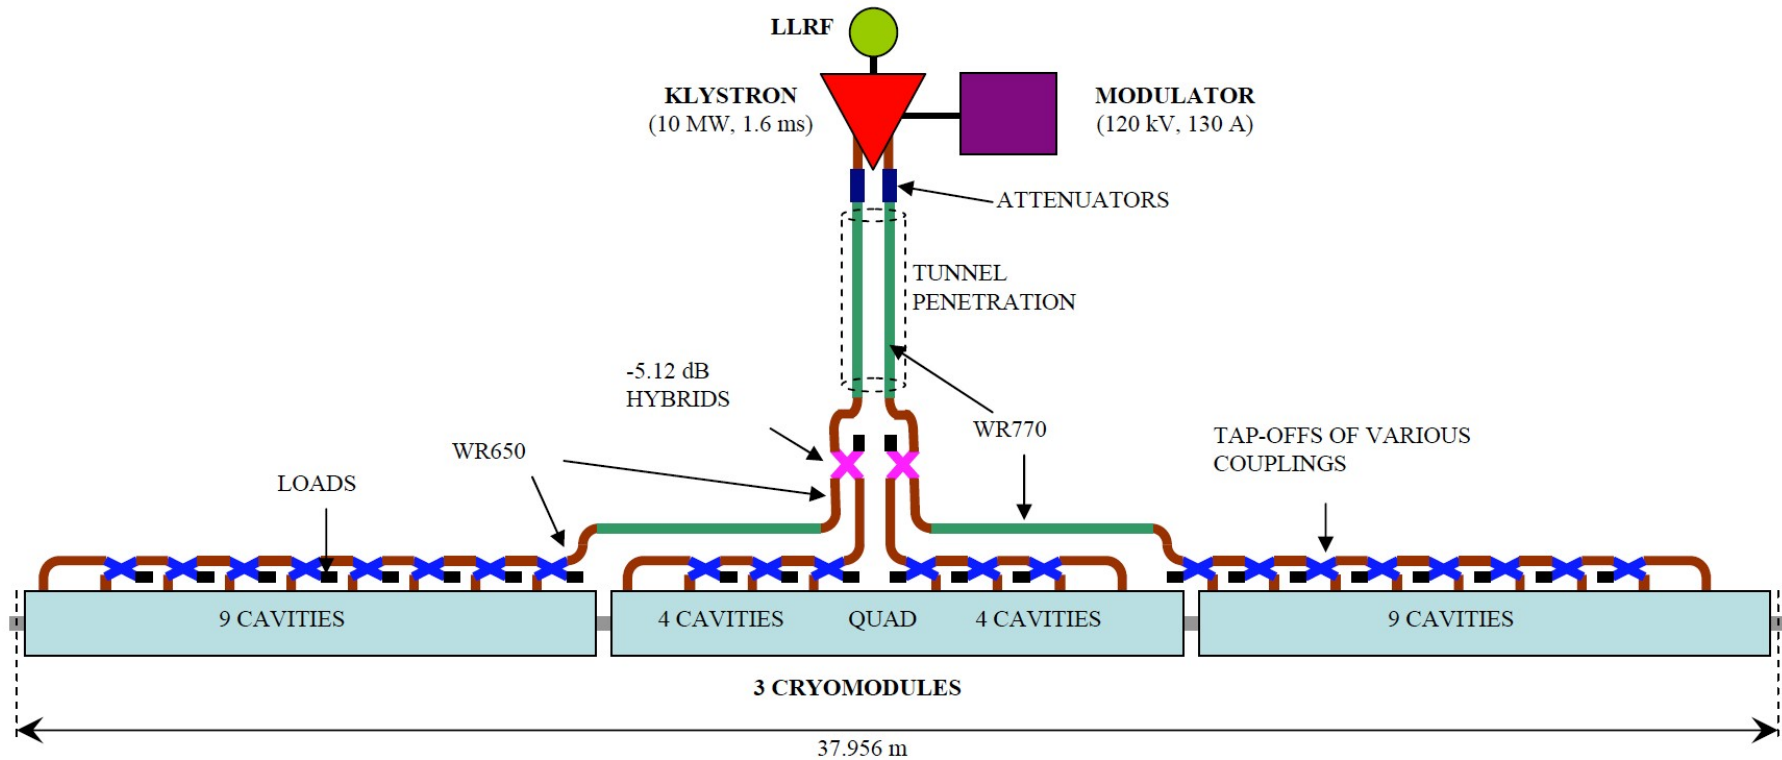 LLRF
KLYSTRON
(10 MW, 1.6 ms)
MODULATOR
(120 kV, 130 A)
ATTENUATORS
TUNNEL
PENETRATION
-5.12 dB
HYBRIDS
WR770
TAP-OFFS OF VARIOUS
COUPLINGS
WR650
LOADS
9 CAVITIES
4 CAVITIES
QUAD
4 CAVITIES
9 CAVITIES
3 CRYOMODULES
37.956 m